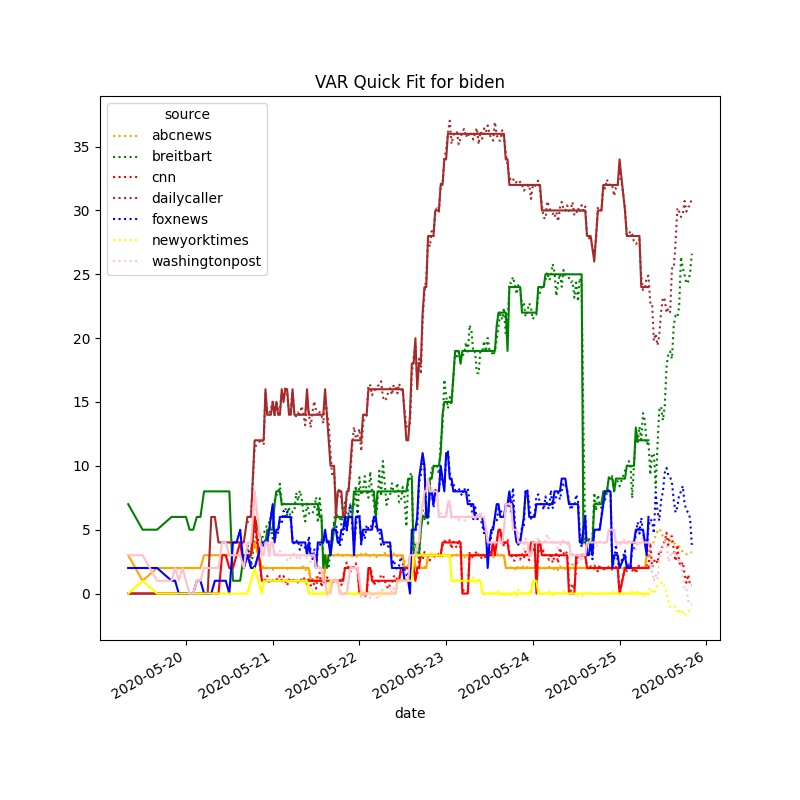 VAR Quick Fit for biden
source
abcnews
breitbart
cnn
dailycaller
foxnews
newyorktimes
washingtonpost
35
30
25
20
15
10
5
0
2020-05-20
2020-05-21
2020-05-22
2020-05-23
2020-05-24
2020-05-25
2020-05-26
date